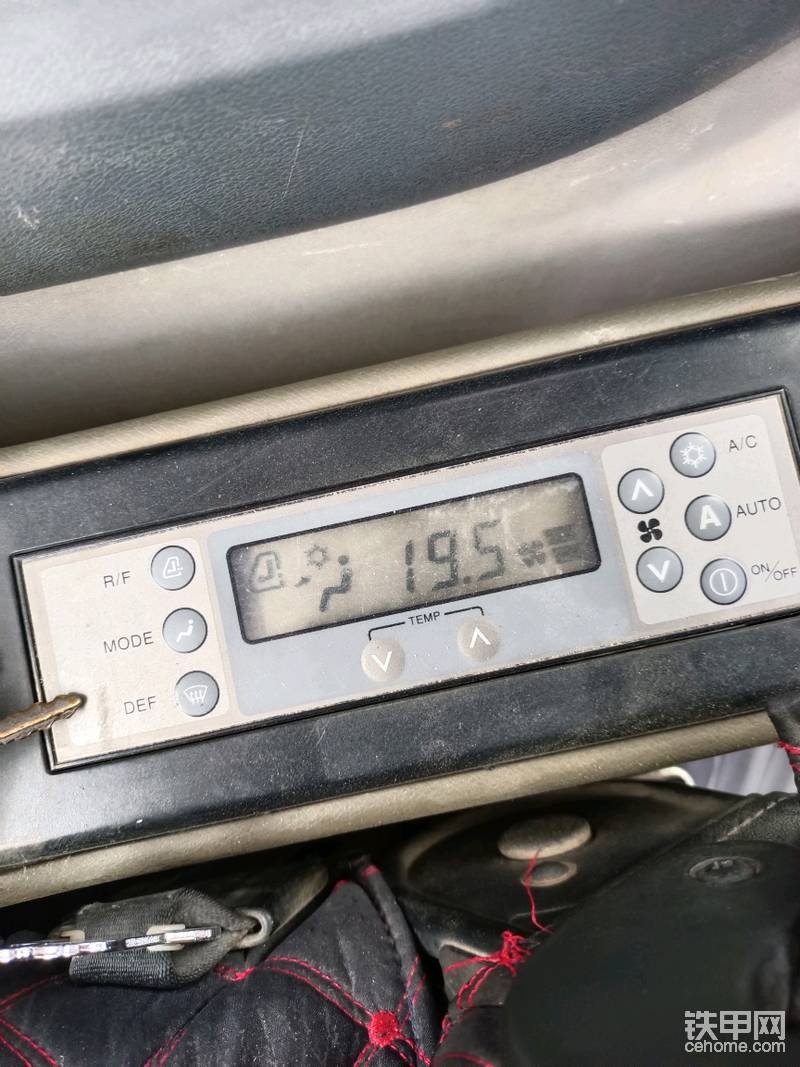 R/F
MODE
DEF
19.5
TEMP
A/C
A AUTO
ON/OFF
铁甲网
cehome.com